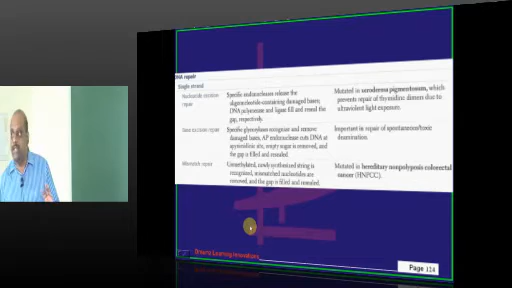 DNA repair
Single strand
Nucleotide excision repair
Specific endonucleases release the oligonucleotide-containing damaged bases; DNA polymerase and ligase fill and reseal the gap, respectively.
Mutated in xeroderma pigmentosum, which prevents repair of thymidine dimers due to ultraviolet light exposure.
Base excision repair
Specific glycosylases recognize and remove damaged bases, AP endonuclease cuts DNA at apyrimidinic site, empty sugar is removed, and the gap is filled and resealed.
Important in repair of spontaneous/toxic deamination.
Mismatch repair
Unmethylated, newly synthesized string is recognized, mismatched nucleotides are removed, and the gap is filled and resealed.
Mutated in hereditary nonpolyposis colorectal cancer (HNPCC).
Dreamz Learning Innovations
Page 114